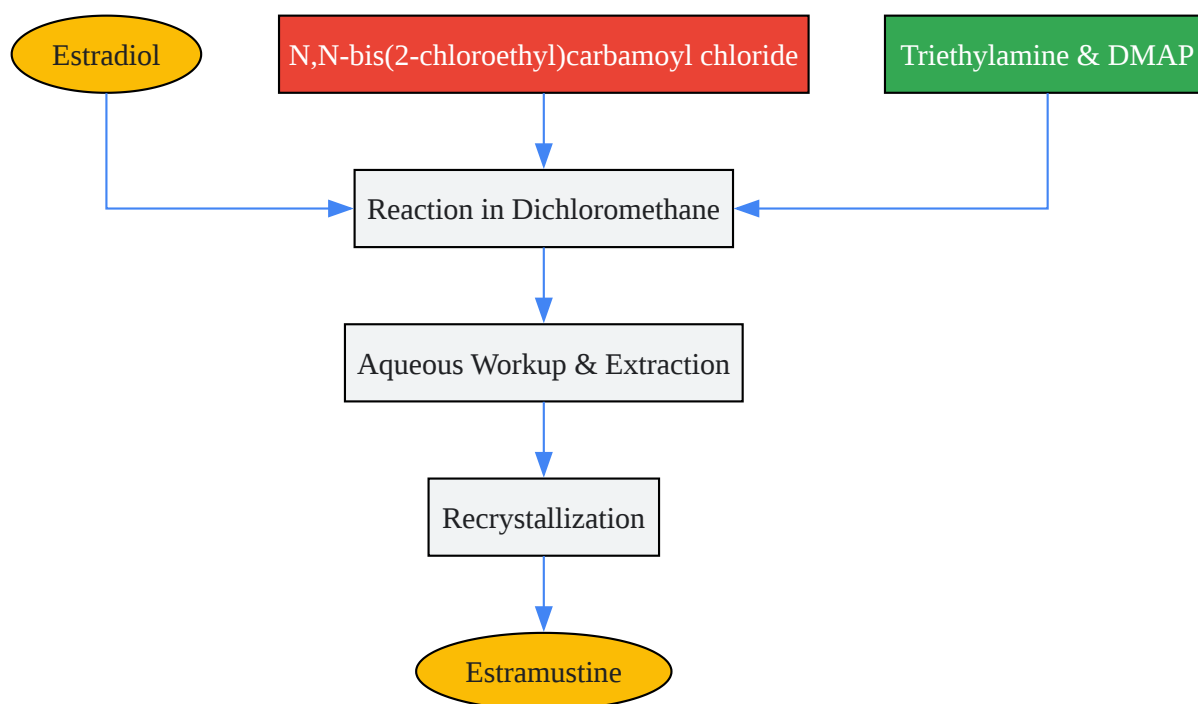 Estradiol
N,N-bis(2-chloroethyl)carbamoyl chloride
Triethylamine & DMAP
Reaction in Dichloromethane
Aqueous Workup & Extraction
Recrystallization
Estramustine